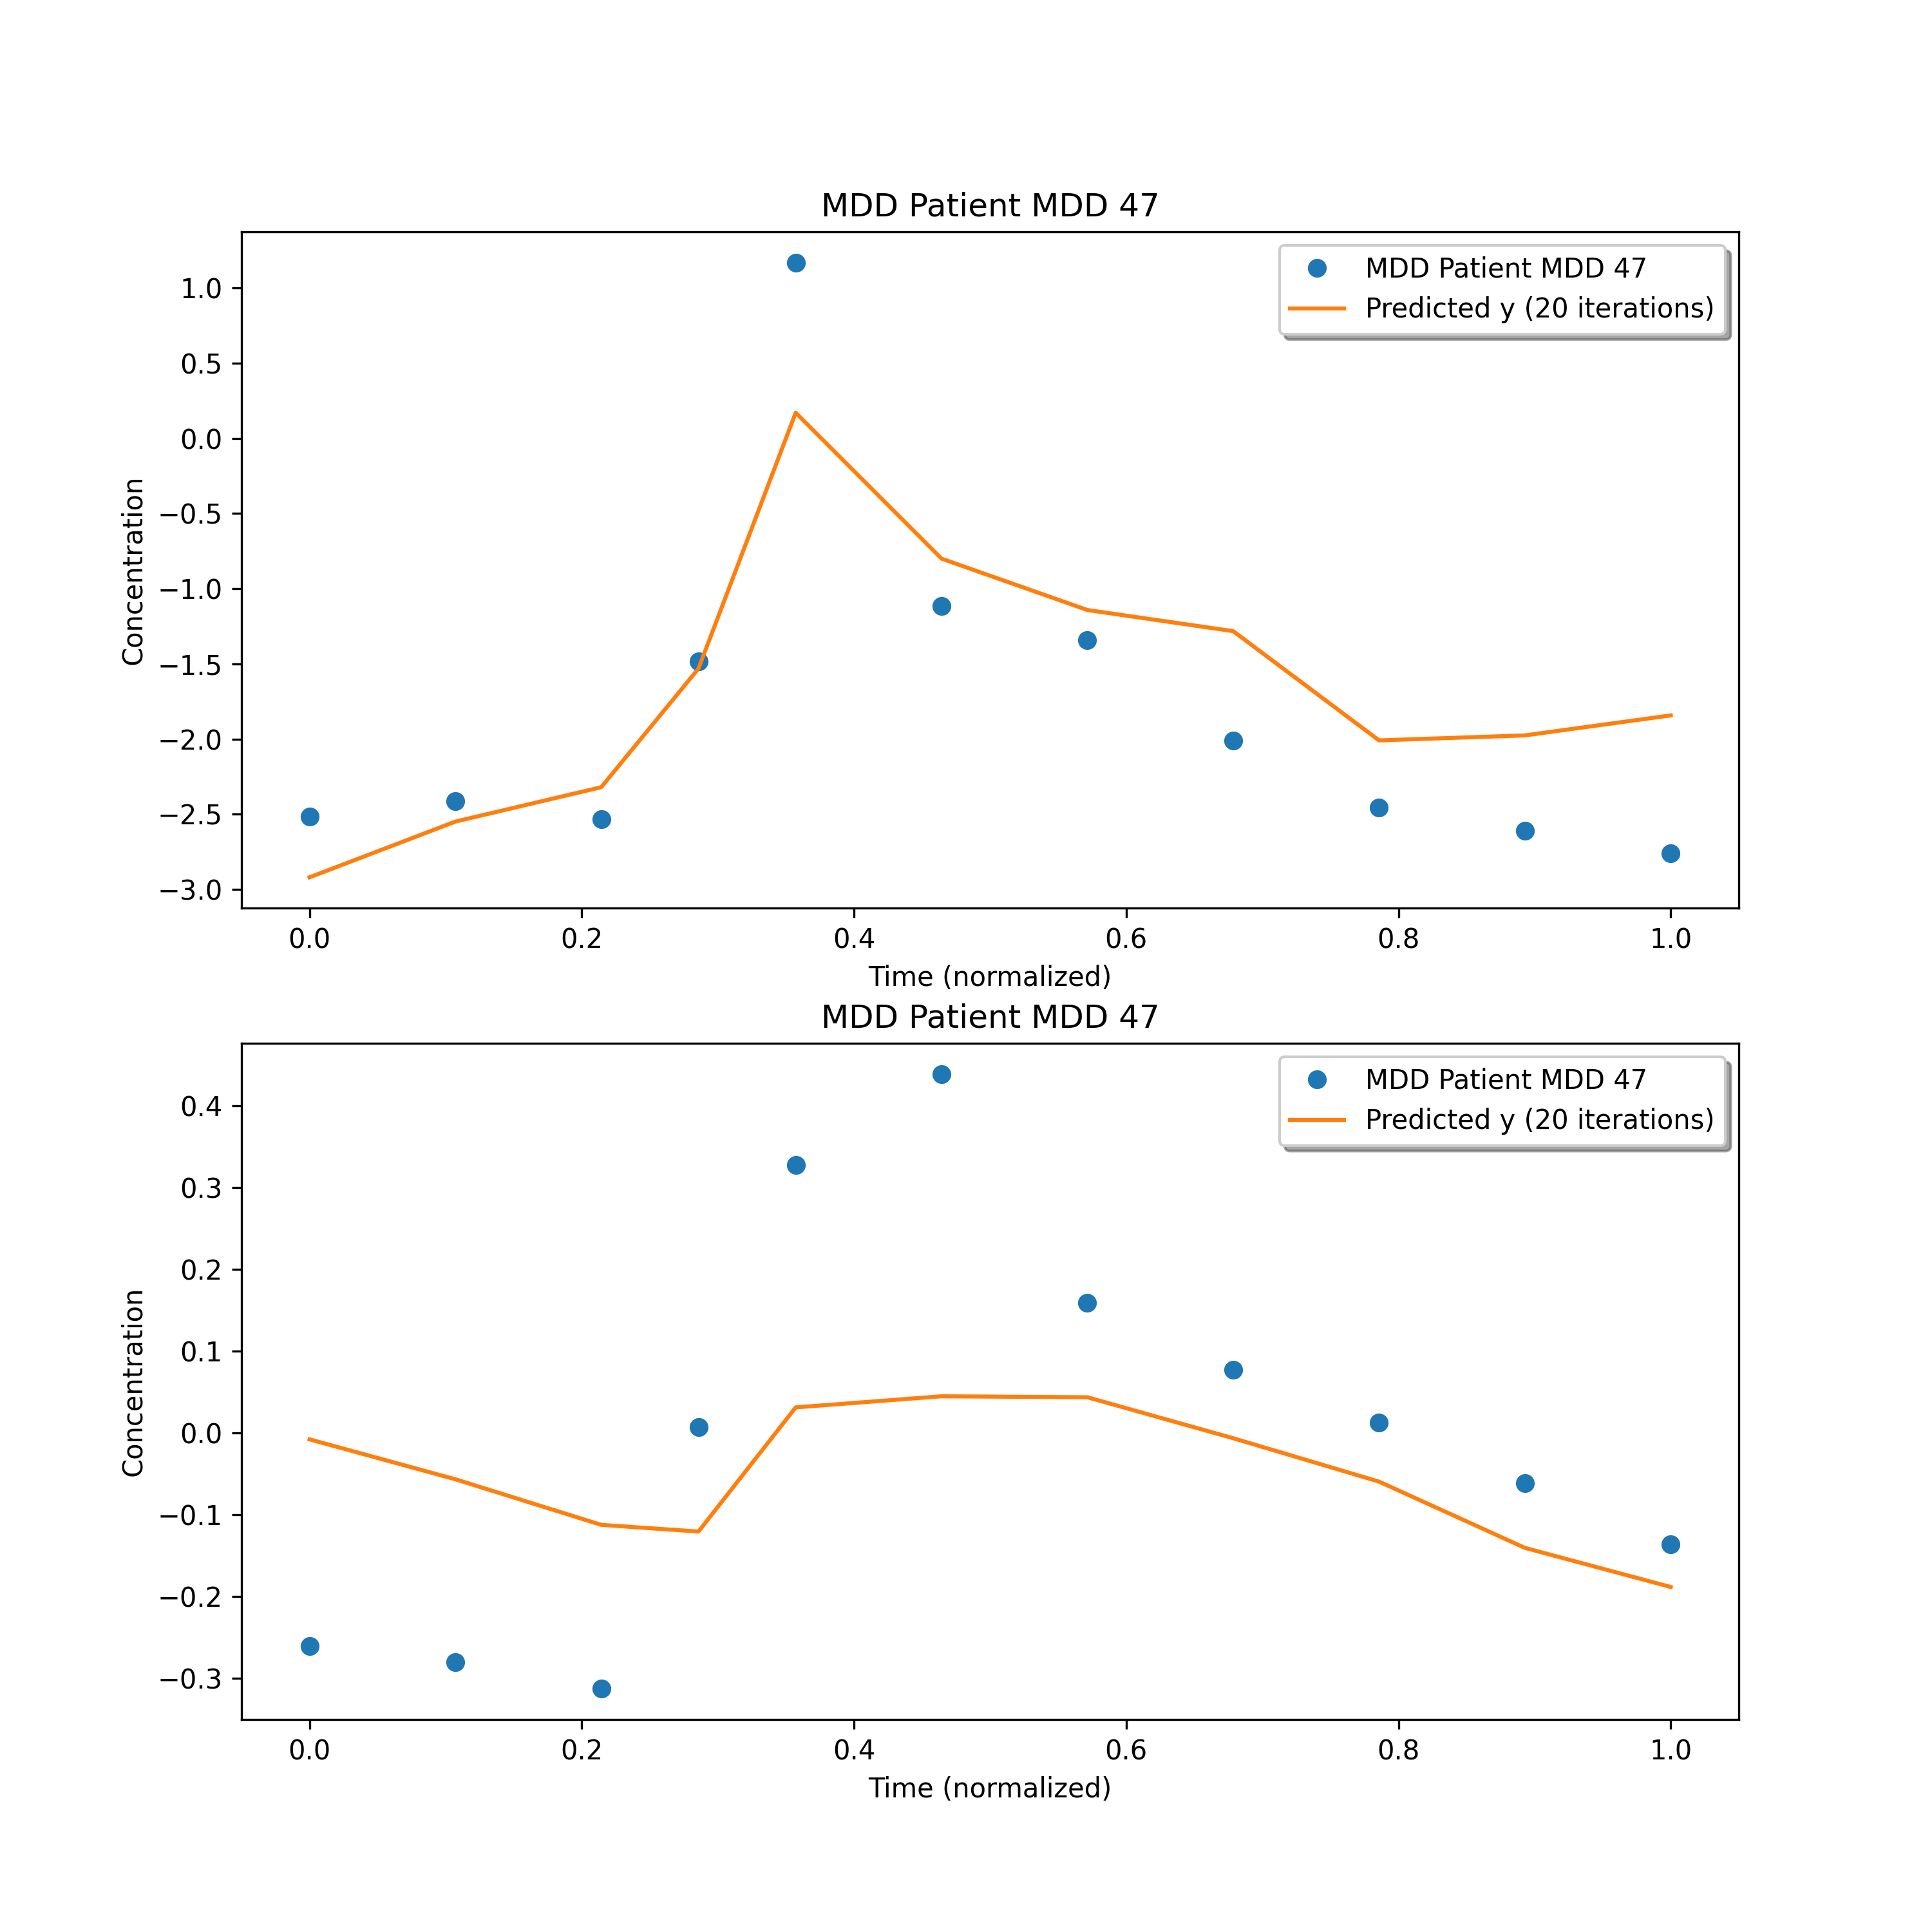 MDD Patient MDD 47
MDD Patient MDD 47
Predicted y (20 iterations)
1.0
0.5
0.0
−0.5
−1.0
−1.5
−2.0
−2.5
−3.0
Concentration
0.0 0.2 0.4 0.6 0.8 1.0
Time (normalized)
MDD Patient MDD 47
MDD Patient MDD 47
Predicted y (20 iterations)
0.4
0.3
0.2
0.1
0.0
−0.1
−0.2
−0.3
Concentration
0.0 0.2 0.4 0.6 0.8 1.0
Time (normalized)